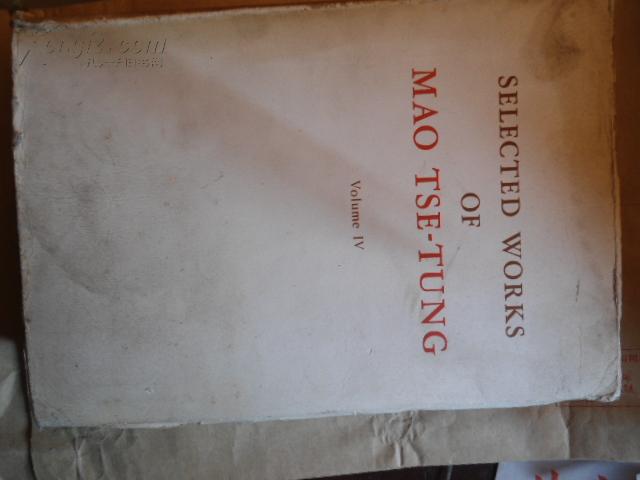 SELECTED WORKS
OF
MAO TSE-TUNG
Volume IV